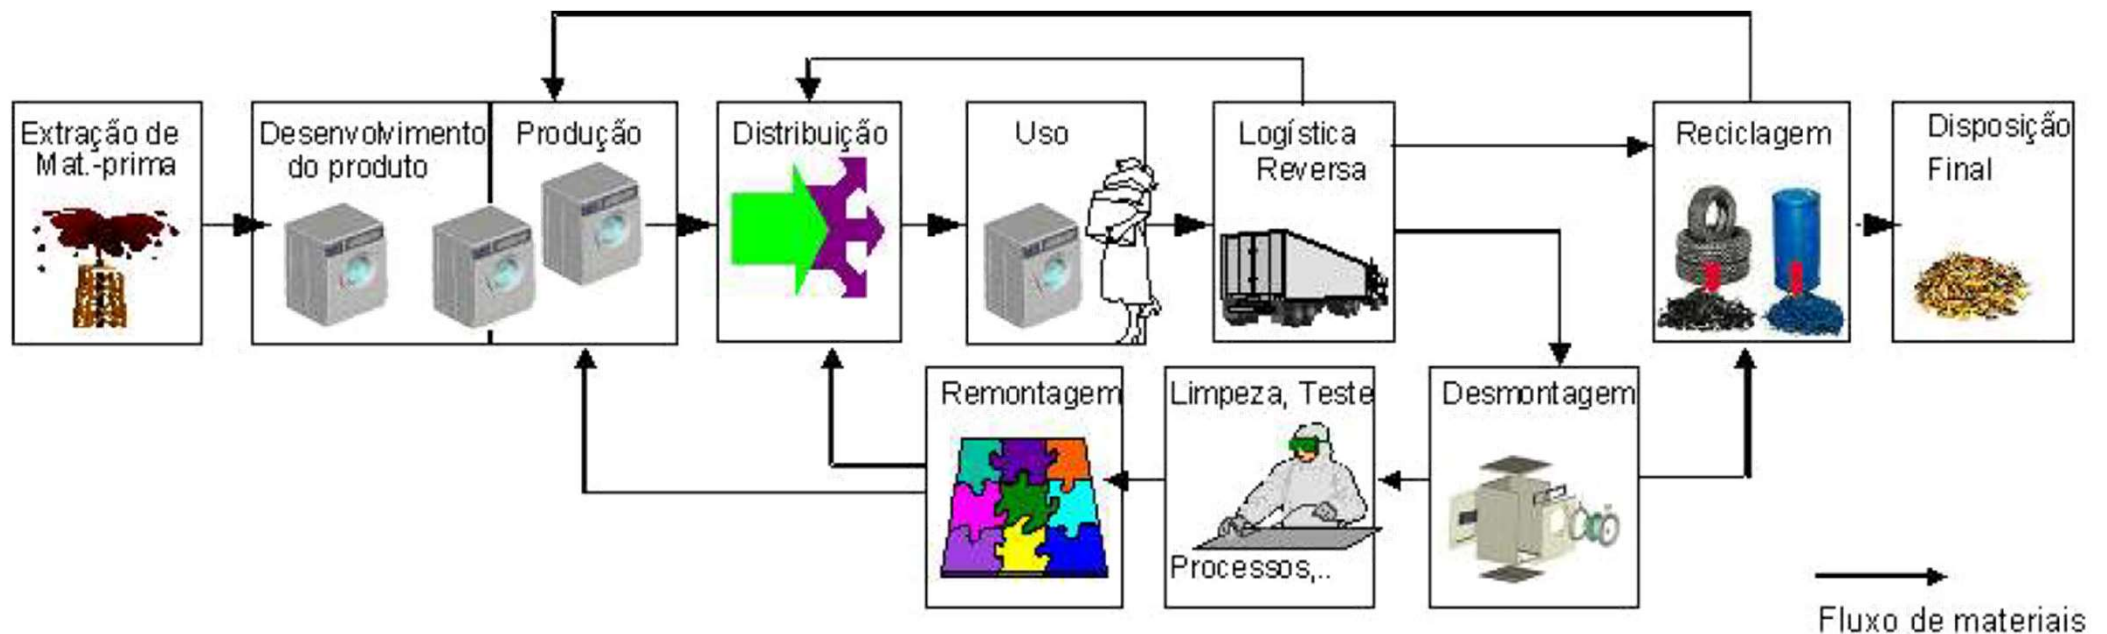 Extração de
Mat.-prima
Desenvolvimento
do produto
Produção
Distribuição
Uso
Logística
Reversa
Reciclagem
Disposição
Final
Remontagem
Limpeza, Teste
Processos,..
Desmontagem
Fluxo de materiais